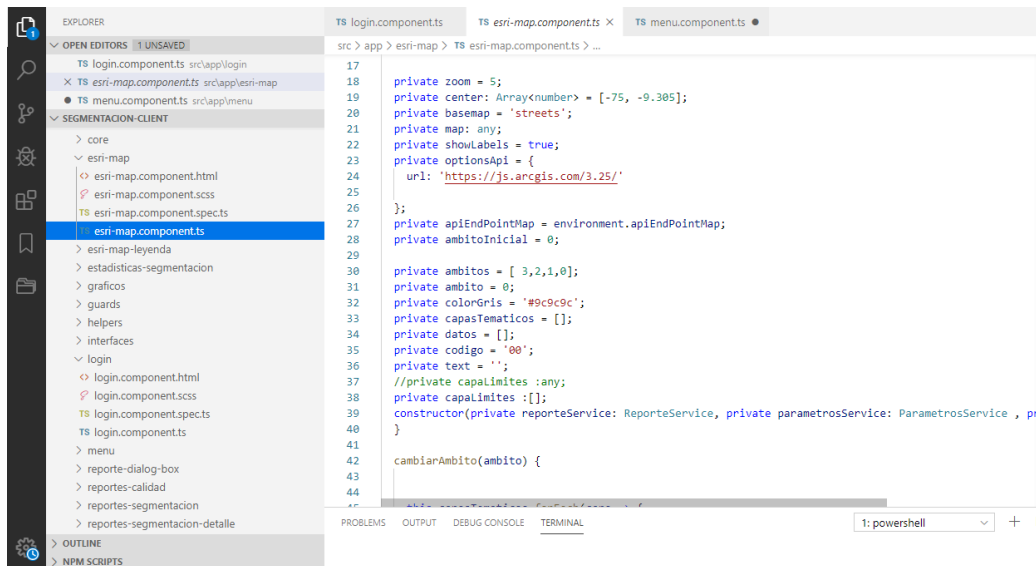 EXPLORER
OPEN EDITORS 1 UNSAVED
TS login.component.ts src\app\login
TS esri-map.component.ts src\app\esri-map
TS menu.component.ts src\app\menu
SEGMENTACION-CLIENT
core
esri-map
esri-map.component.html
esri-map.component.scss
TS esri-map.component.spec.ts
TS esri-map.component.ts
esri-map-leyenda
estadisticas-segmentacion
graficos
guards
helpers
interfaces
login
login.component.html
login.component.scss
TS login.component.spec.ts
TS login.component.ts
menu
reporte-dialog-box
reportes-calidad
reportes-segmentacion
reportes-segmentacion-detalle
OUTLINE
NPM SCRIPTS
1
TS login.component.ts TS esri-map.component.ts TS menu.component.ts
src > app > esri-map > TS esri-map.component.ts > ...
17
18 private zoom = 5;
19 private center: Array<number> = [-75, -9.305];
20 private basemap = 'streets';
21 private map: any;
22 private showLabels = true;
23 private optionsApi = {
24 url: 'https://js.arcgis.com/3.25/'
25
26 };
27 private apiEndPointMap = environment.apiEndPointMap;
28 private ambitoInicial = 0;
29
30 private ambitos = [ 3,2,1,0];
31 private ambito = 0;
32 private colorGris = '#9c9c9c';
33 private capasTematicos = [];
34 private datos = [];
35 private codigo = '00';
36 private text = '';
37 //private capaLimites :any;
38 private capaLimites :[];
39 constructor(private reporteService: ReporteService, private parametrosService: ParametrosService , pr
40 }
41
42 cambiarAmbito(ambito) {
43
44
PROBLEMS OUTPUT DEBUG CONSOLE TERMINAL 1: powershell